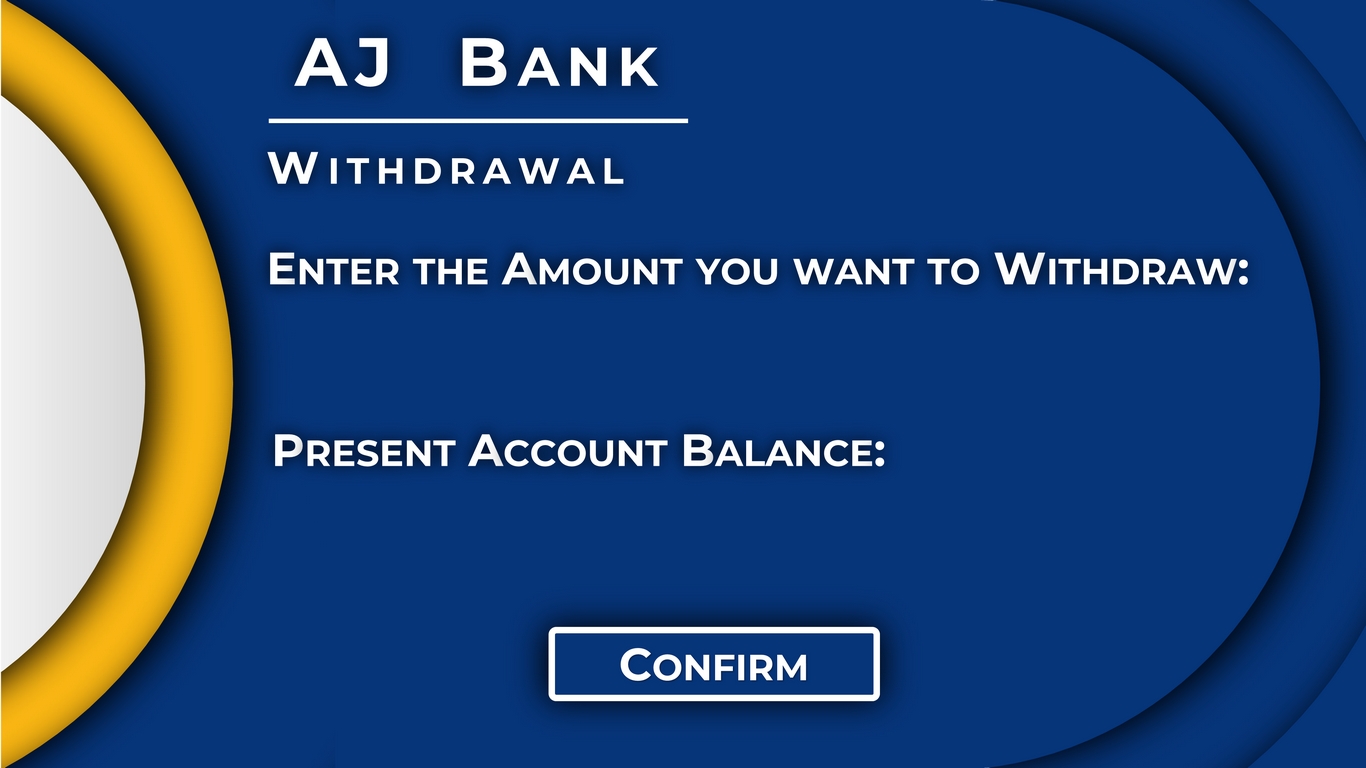 AJ Bank
Withdrawal
Enter the Amount you want to Withdraw:
Present Account Balance:
Confirm